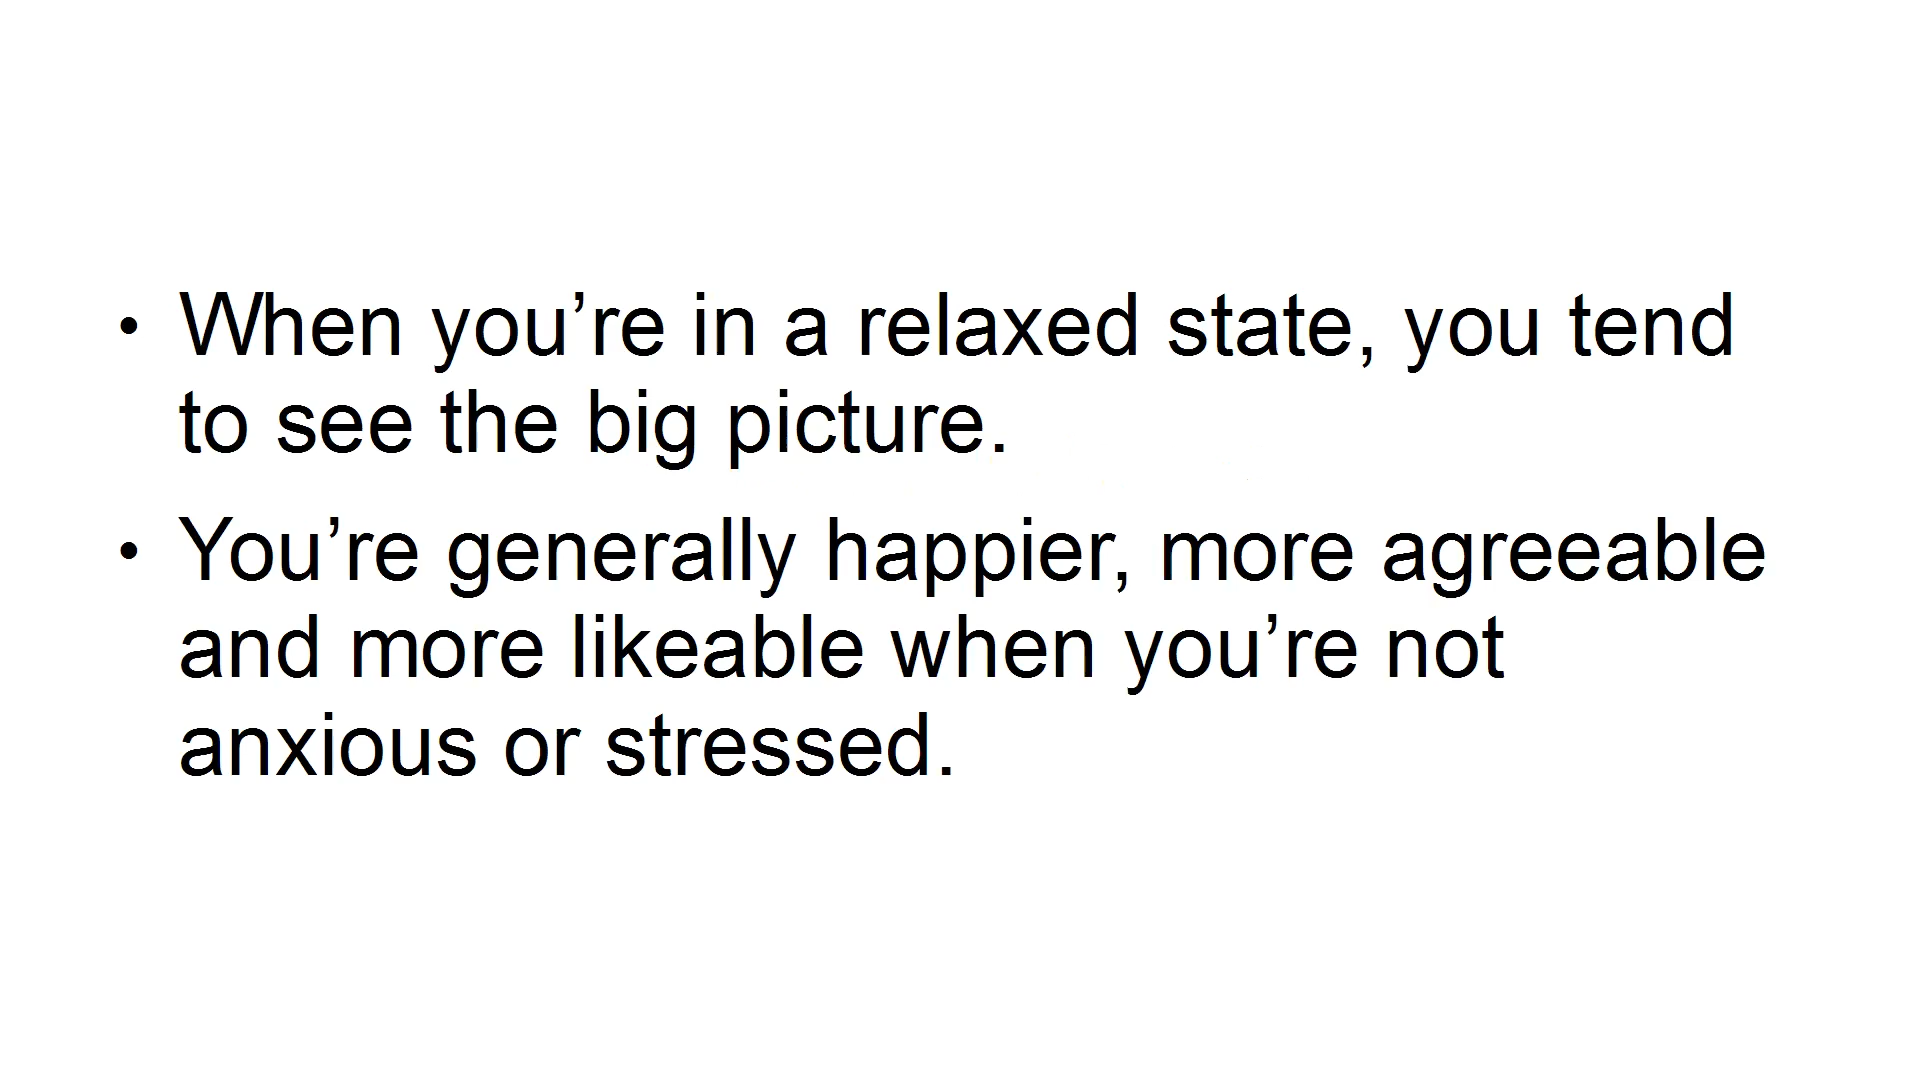 • When you’re in a relaxed state, you tend
to see the big picture.
• You’re generally happier, more agreeable
and more likeable when you’re not
anxious or stressed.